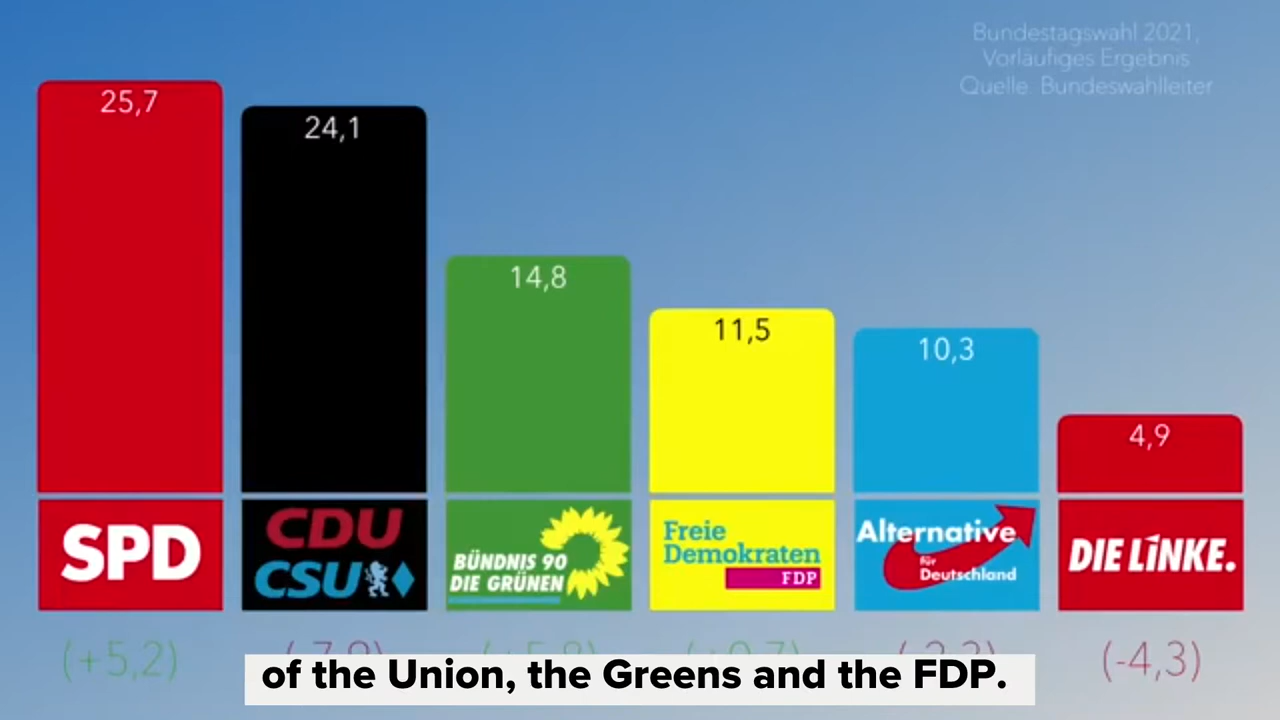 Bundestagswahl 2021,
Vorläufiges Ergebnis
Quelle: Bundeswahlleiter
25,7
24,1
14,8
11,5
10,3
4,9
SPD
CDU
CSU
BÜNDNIS 90
DIE GRÜNEN
Freie
Demokraten
FDP
Alternative
für
Deutschland
DIE LINKE.
(+5,2)
(-4,3)
of the Union, the Greens and the FDP.